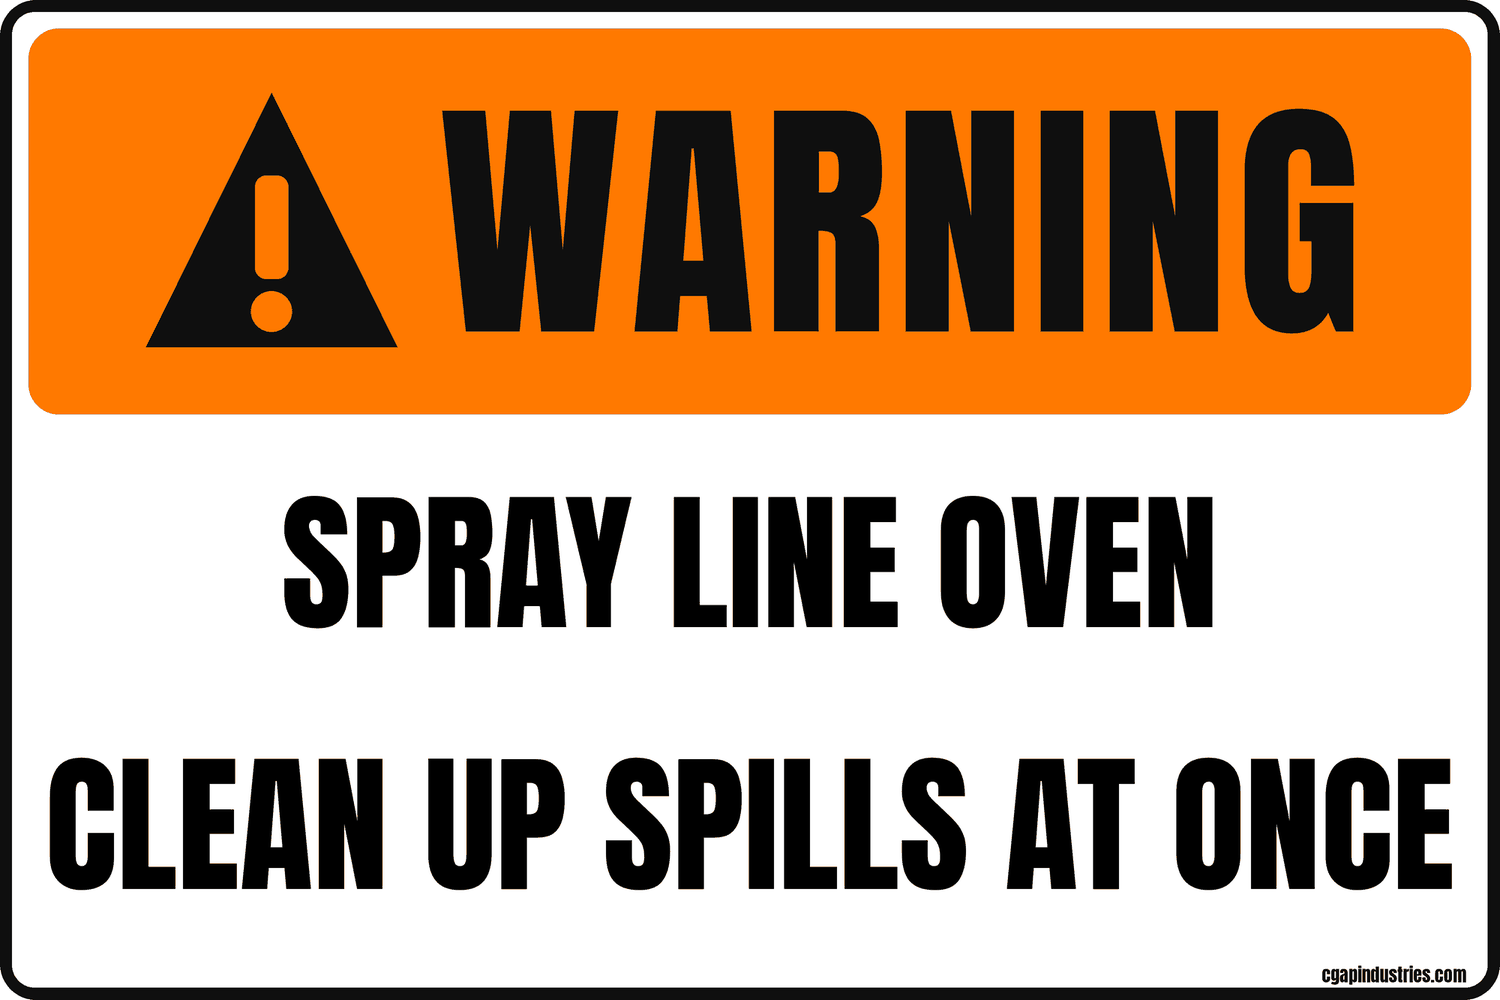 WARNING
SPRAY LINE OVEN
CLEAN UP SPILLS AT ONCE
cgapindustries.com